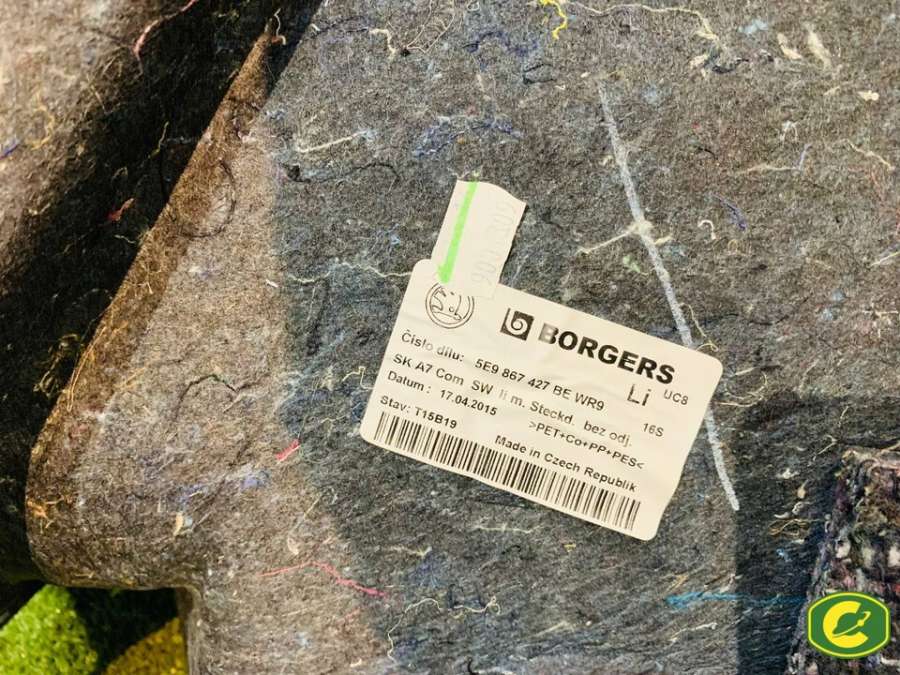 BORGERS
Číslo dílu: 5E9 867 427 BE WR9 Li UC8
SK A7 Com SW li m. Steckd. bez odj. 16S
Datum : 17.04.2015 >PET+Co+PP+PES<
Stav: T15B19 Made in Czech Republik